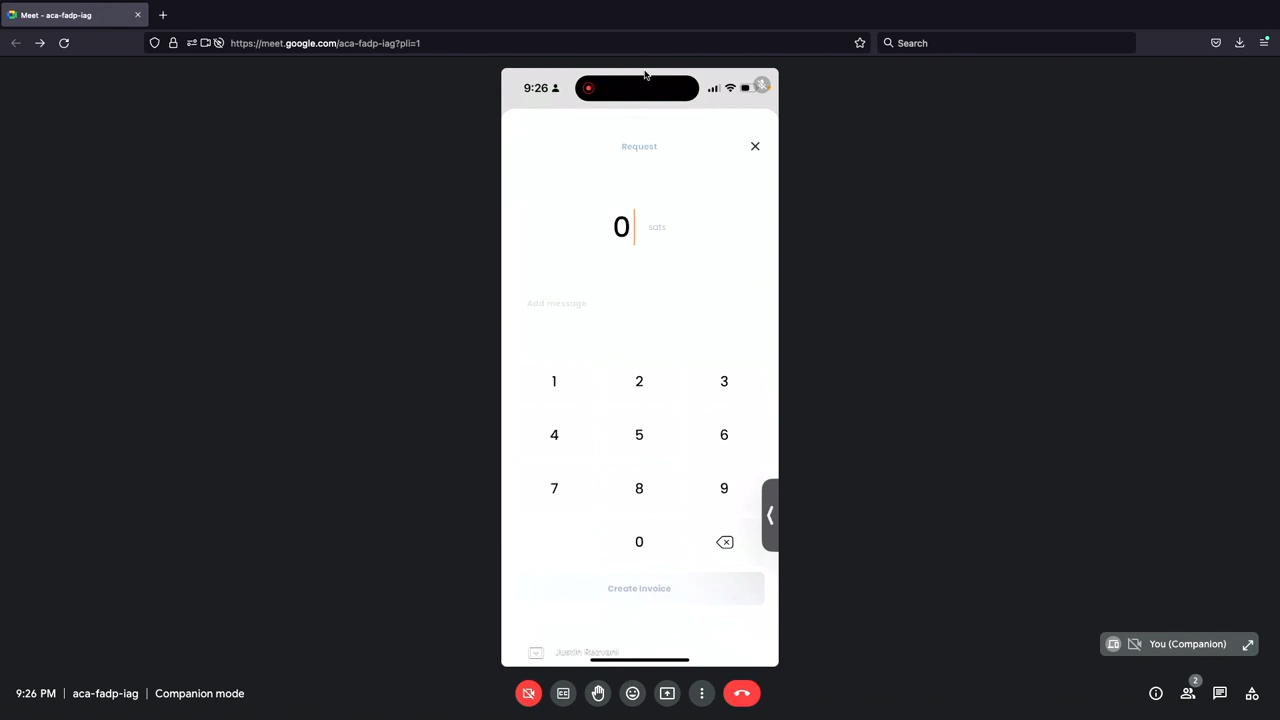 Meet - aca-fadp-iag
https://meet.google.com/aca-fadp-iag?pli=1
Search
9:26
Request
0 sats
Add message
1 2 3
4 5 6
7 8 9
0
Create Invoice
Justin
You (Companion)
9:26 PM | aca-fadp-iag | Companion mode
2